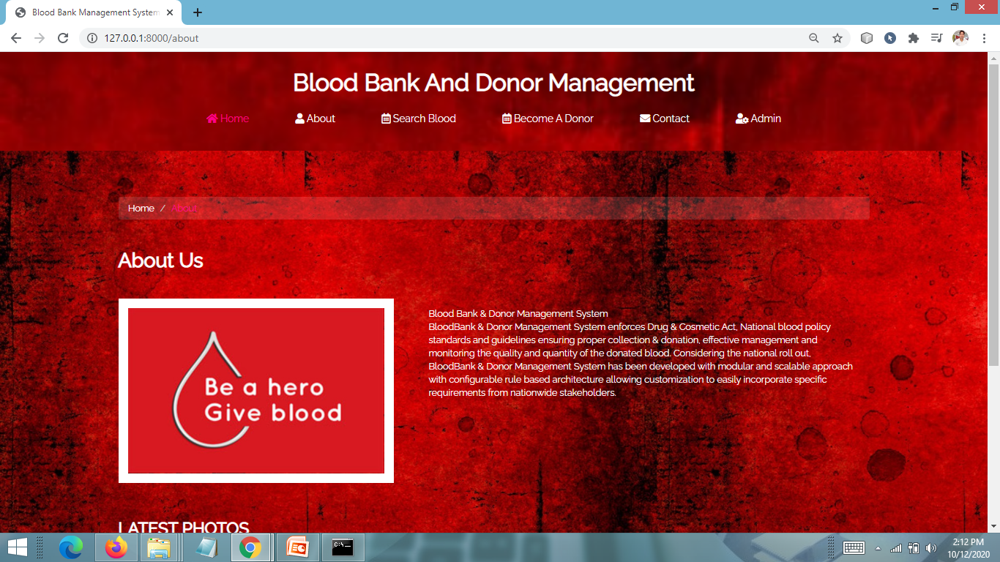 Blood Bank Management System
127.0.0.1:8000/about
Blood Bank And Donor Management
Home About Search Blood Become A Donor Contact Admin
Home / About
About Us
Be a hero
Give blood
Blood Bank & Donor Management System
BloodBank & Donor Management System enforces Drug & Cosmetic Act, National blood policy
standards and guidelines ensuring proper collection & donation, effective management and
monitoring the quality and quantity of the donated blood. Considering the national roll out,
BloodBank & Donor Management System has been developed with modular and scalable approach
with configurable rule based architecture allowing customization to easily incorporate specific
requirements from nationwide stakeholders.
LATEST PHOTOS
2:12 PM
10/12/2020